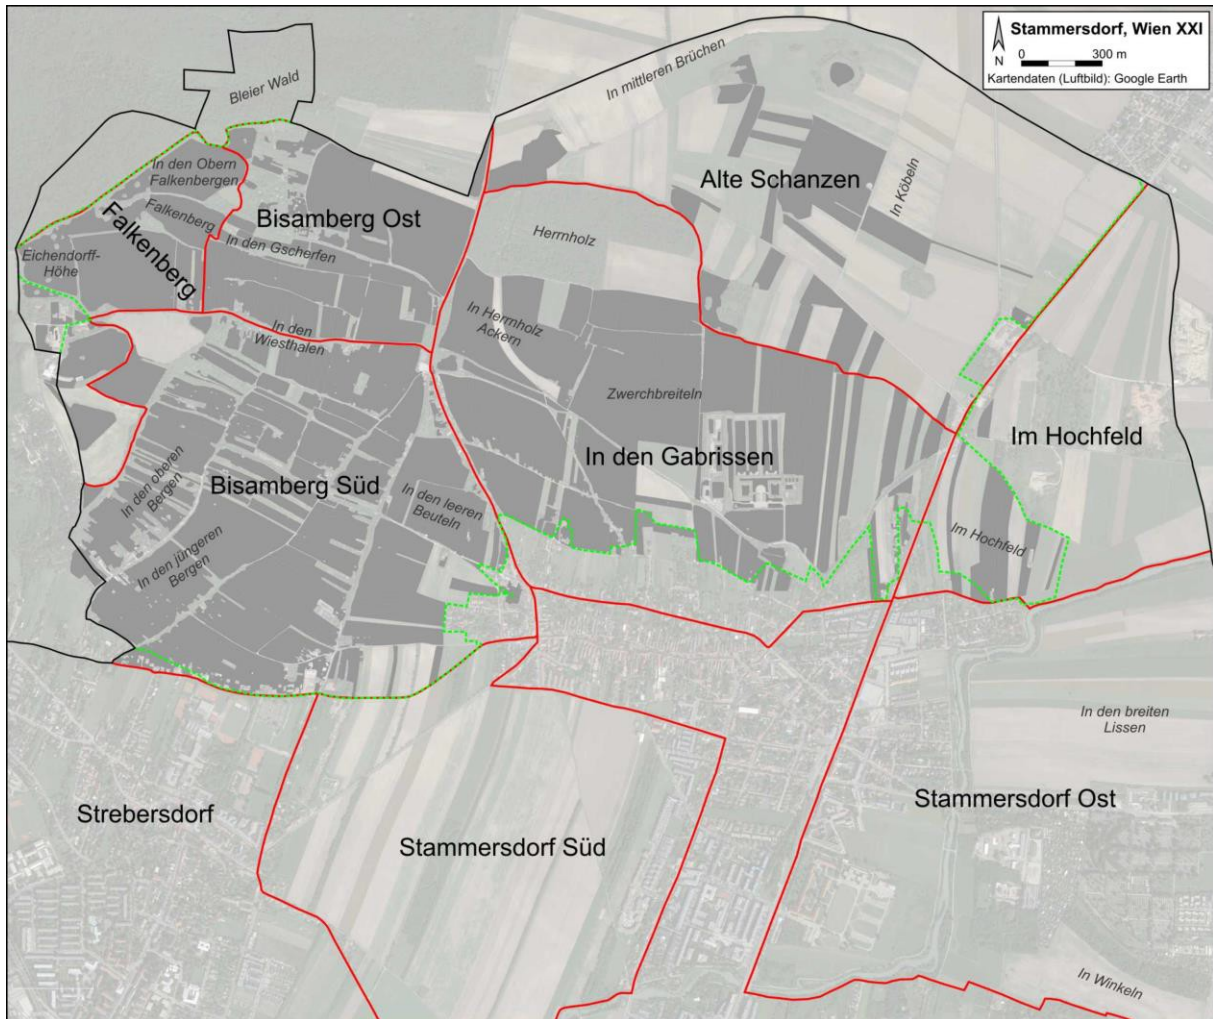 Stammersdorf, Wien XXI
N
0 300 m
Kartendaten (Luftbild): Google Earth
In mittleren Brüchen
Bleier Wald
In den Obern
Falkenbergen
Alte Schanzen
In Köbeln
Falkenberg
Falkenberg
Bisamberg Ost
In den Gscherfen
Herrnholz
Eichendorff-
Höhe
In den
Wiesthalen
In Herrnholz
Ackern
Zwerchbreiteln
Im Hochfeld
In den Gabrissen
Bisamberg Süd
In den oberen
Bergen
In den leeren
Beuteln
In den jüngeren
Bergen
Im Hochfeld
In den breiten
Lissen
Strebersdorf
Stammersdorf Ost
Stammersdorf Süd
In Winkeln